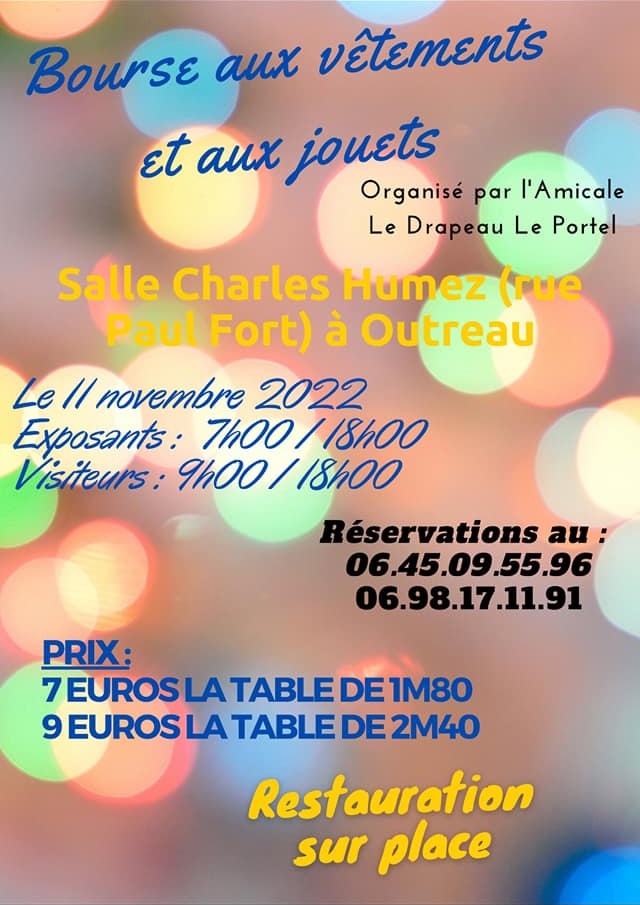 Bourse aux vêtements
et aux jouets
Organisé par l'Amicale
Le Drapeau Le Portel
Salle Charles Humez (rue
Paul Fort) à Outreau
Le 11 novembre 2022
Exposants : 7h00 / 18h00
Visiteurs : 9h00 / 18h00
Réservations au :
06.45.09.55.96
06.98.17.11.91
PRIX :
7 EUROS LA TABLE DE 1M80
9 EUROS LA TABLE DE 2M40
Restauration
sur place